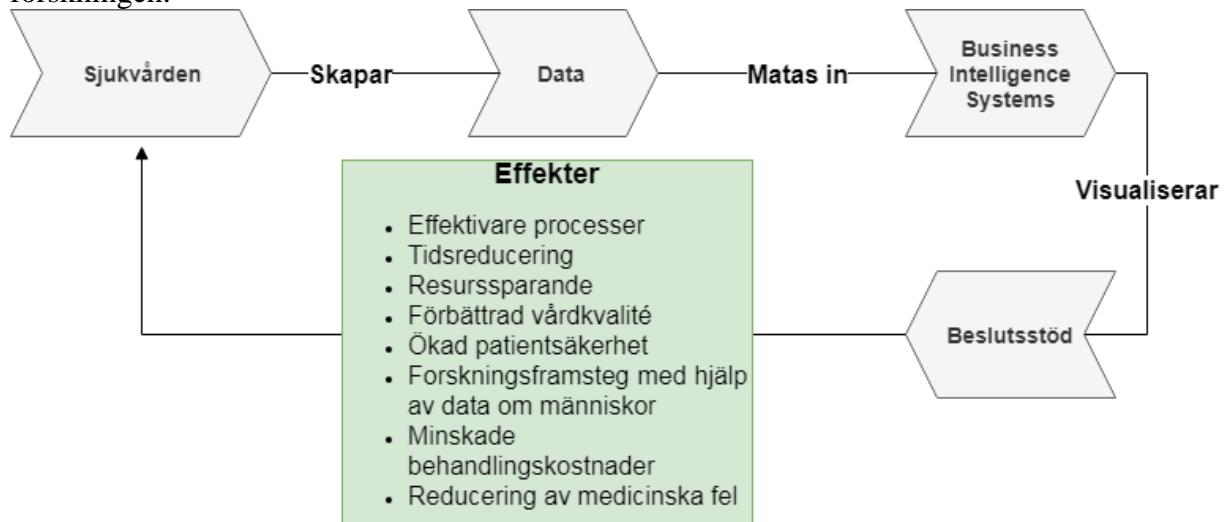 forskningen.
Sjukvården
Skapar
Data
Matas in
Business
Intelligence
Systems
Visualiserar
Beslutsstöd
Effekter
• Effektivare processer
• Tidsreducering
• Resurssparande
• Förbättrad vårdkvalité
• Ökad patientsäkerhet
• Forskningsframsteg med hjälp
av data om människor
• Minskade
behandlingskostnader
• Reducering av medicinska fel